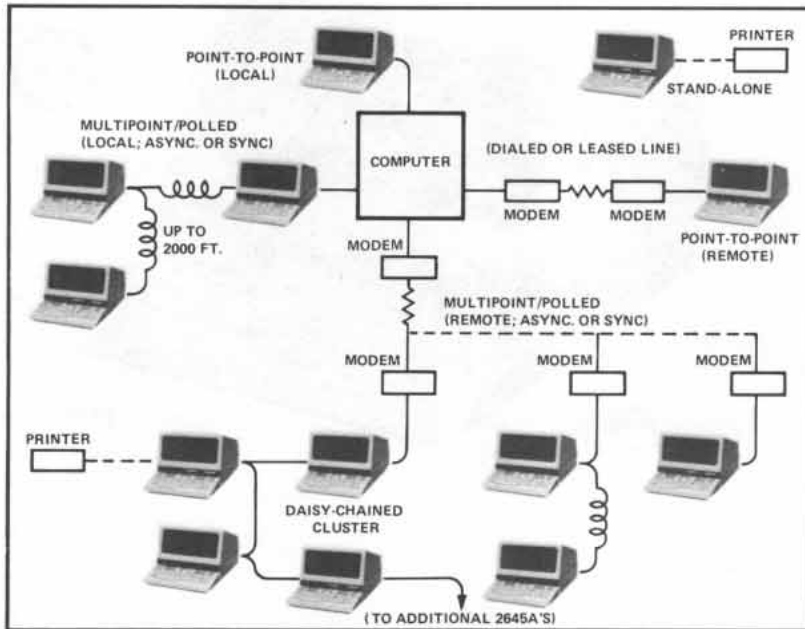 POINT-TO-POINT
(LOCAL)
PRINTER
STAND-ALONE
MULTIPOINT/POLLED
(LOCAL; ASYNC. OR SYNC)
COMPUTER
(DIALED OR LEASED LINE)
MODEM
MODEM
UP TO
2000 FT.
POINT-TO-POINT
(REMOTE)
MODEM
MULTIPOINT/POLLED
(REMOTE; ASYNC. OR SYNC)
MODEM
MODEM
MODEM
PRINTER
DAISY-CHAINED
CLUSTER
(TO ADDITIONAL 2645A'S)